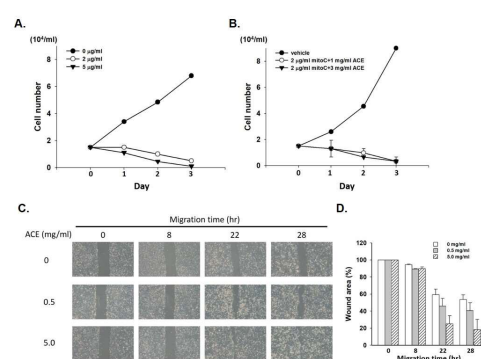 A.
(10⁴/ml)
0 μg/ml
2 μg/ml
5 μg/ml
8
6
4
2
0
Cell number
0 1 2 3
Day
B.
(10⁴/ml)
vehicle
2 μg/ml mitoC+1 mg/ml ACE
2 μg/ml mitoC+3 mg/ml ACE
8
6
4
2
0
Cell number
0 1 2 3
Day
C.
Migration time (hr)
ACE (mg/ml) 0 8 22 28
0
0.5
5.0
D.
0 mg/ml
0.5 mg/ml
5.0 mg/ml
120
100
80
60
40
20
0
Wound area (%)
0 8 22 28
Migration time (hr)